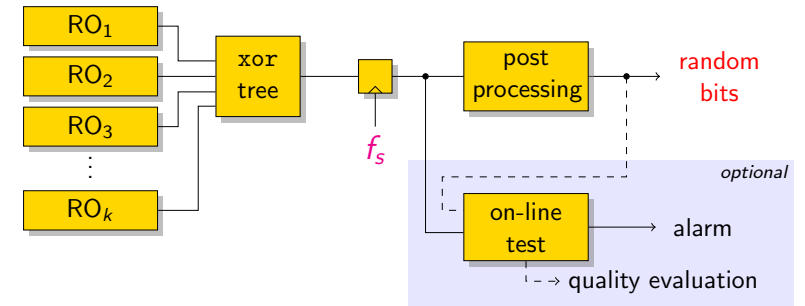 RO₁
RO₂
RO₃
⋮
ROₖ
xor
tree
fₛ
post
processing
random
bits
optional
on-line
test
alarm
quality evaluation